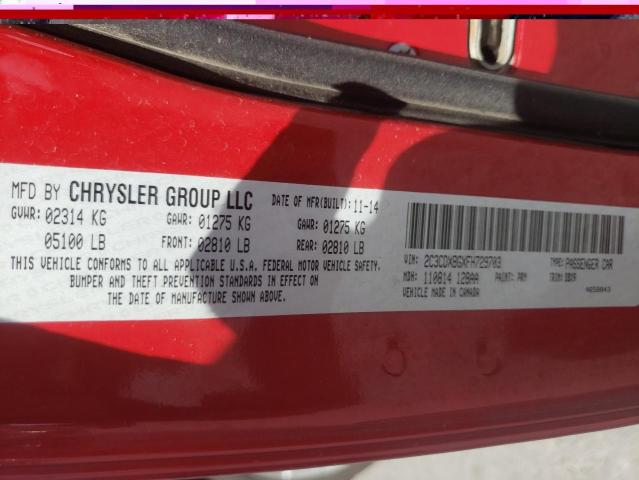 MFD BY CHRYSLER GROUP LLC DATE OF MFR(BUILT): 11-14
GVWR: 02314 KG GAWR: 01275 KG GAWR: 01275 KG
05100 LB FRONT: 02810 LB REAR: 02810 LB
THIS VEHICLE CONFORMS TO ALL APPLICABLE U.S.A. FEDERAL MOTOR VEHICLE SAFETY,
BUMPER AND THEFT PREVENTION STANDARDS IN EFFECT ON
THE DATE OF MANUFACTURE SHOWN ABOVE.
VIN: 2C3CDXBGXFH729703 TYPE: PASSENGER CAR
MDH: 110814 128AA PAINT: PRM TRIM:
VEHICLE MADE IN CANADA